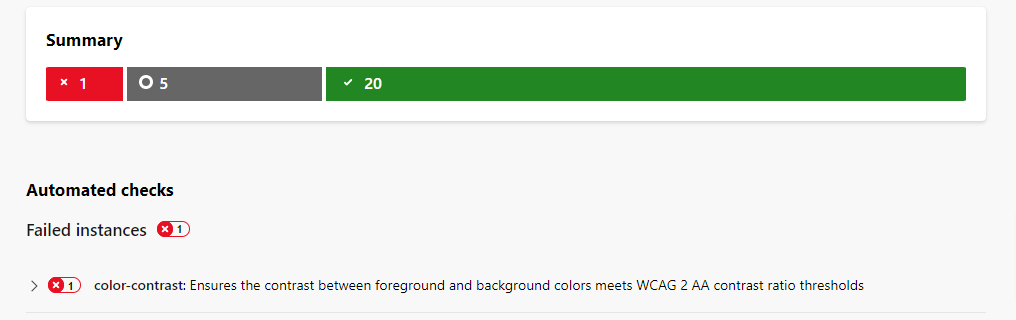 Summary
1
5
20
Automated checks
Failed instances 1
1 color-contrast: Ensures the contrast between foreground and background colors meets WCAG 2 AA contrast ratio thresholds